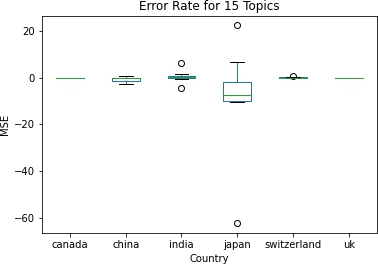 Error Rate for 15 Topics
20
0
−20
−40
−60
MSE
canada china india japan switzerland uk
Country